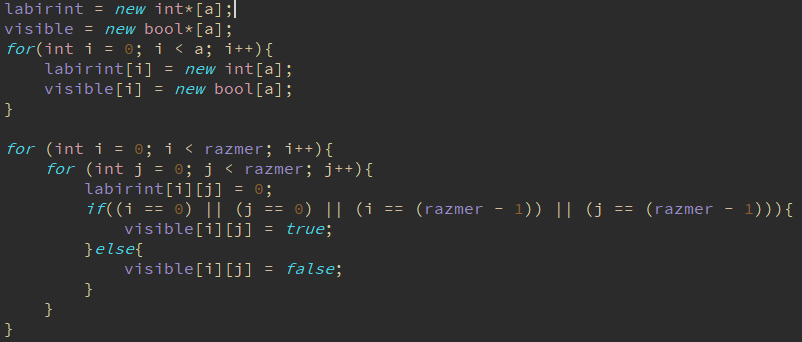 labirint = new int*[a];
visible = new bool*[a];
for(int i = 0; i < a; i++){
    labirint[i] = new int[a];
    visible[i] = new bool[a];
}

for (int i = 0; i < razmer; i++){
    for (int j = 0; j < razmer; j++){
        labirint[i][j] = 0;
        if((i == 0) || (j == 0) || (i == (razmer - 1)) || (j == (razmer - 1))){
            visible[i][j] = true;
        }else{
            visible[i][j] = false;
        }
    }
}